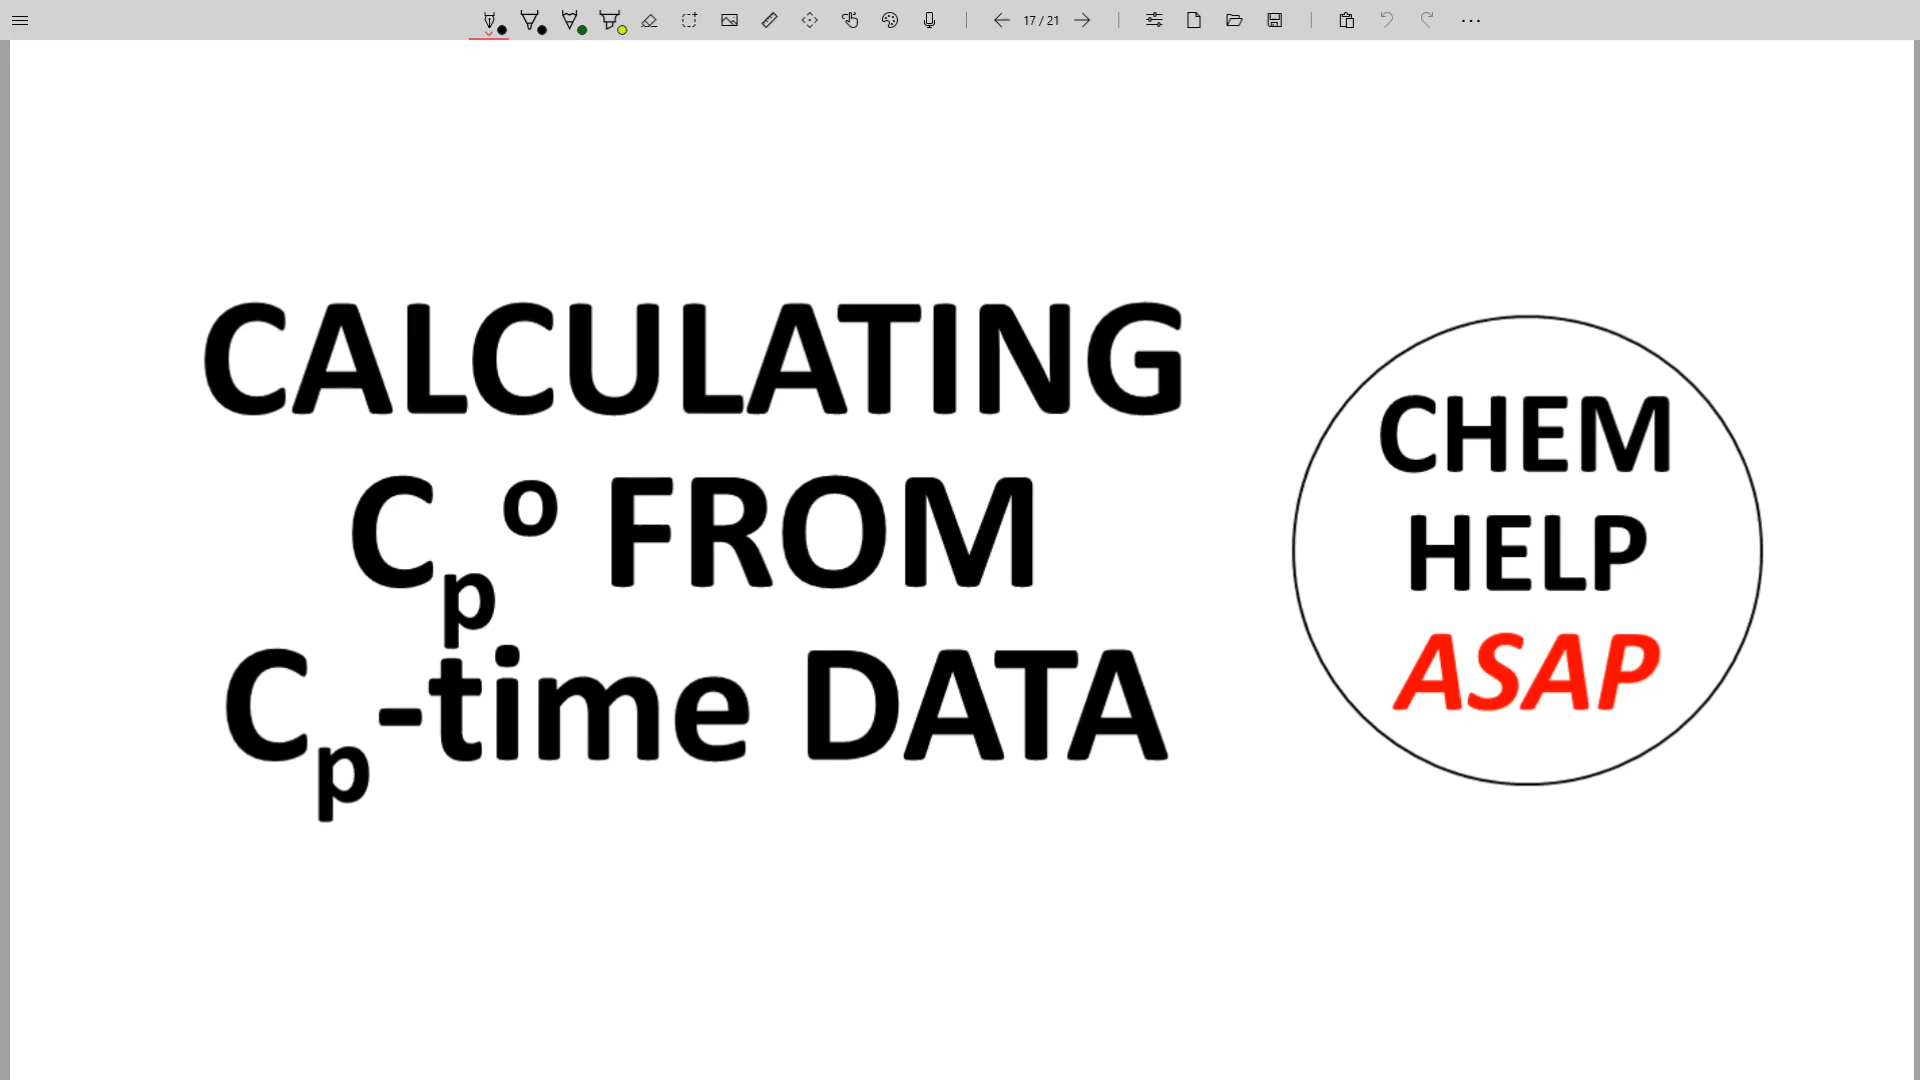 17 / 21
CALCULATING
Cpo FROM
Cp-time DATA
CHEM
HELP
ASAP